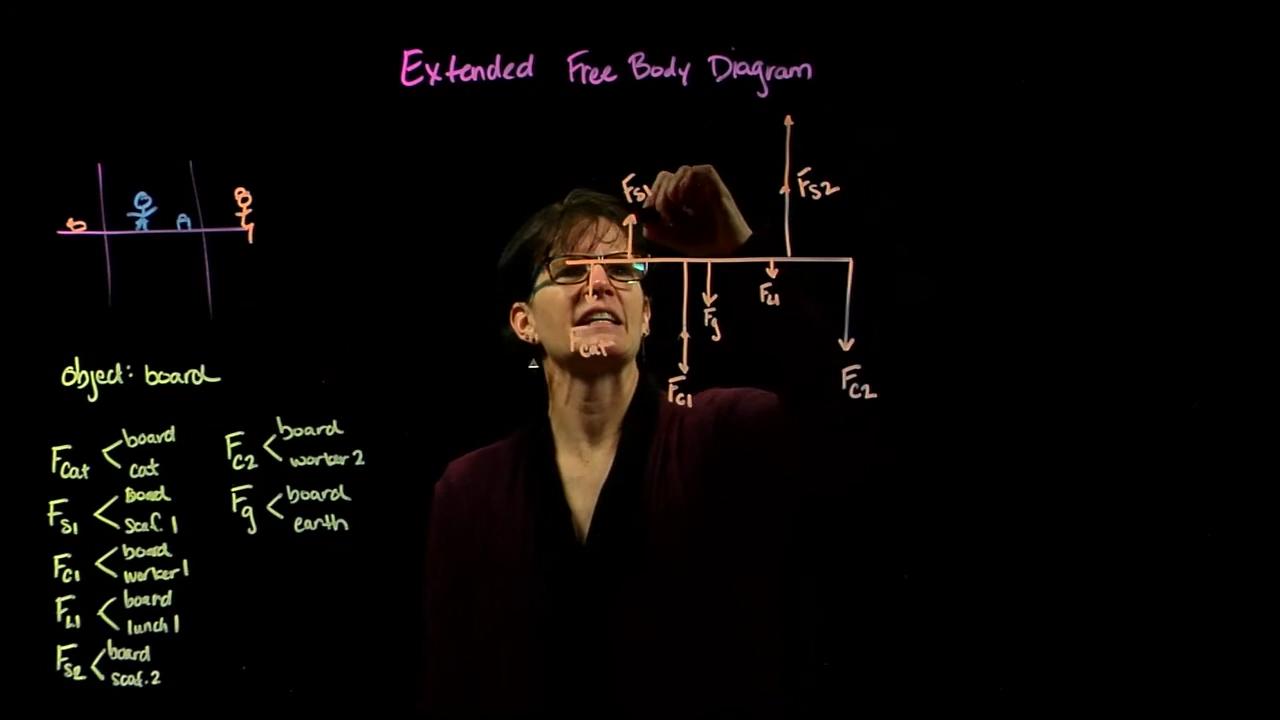 Extended Free Body Diagram
Fs1
Fs2
FL1
Fg
Fcat
Fc1
Fc2
object: board
Fcat < board
cat
Fs1 < Board
scaf. 1
Fc1 < board
worker 1
FL1 < board
lunch 1
Fs2 < board
scaf. 2
Fc2 < board
worker 2
Fg < board
earth